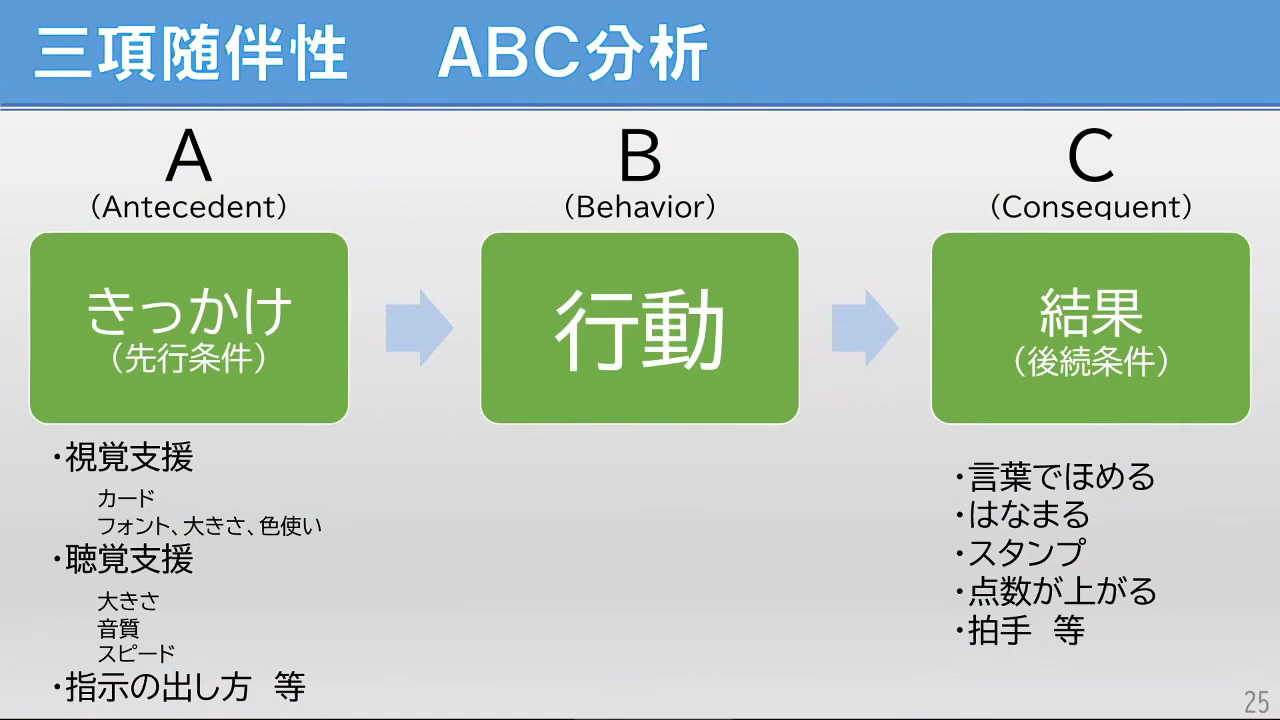 三項随伴性　ABC分析
A
（Antecedent）
きっかけ
（先行条件）
・視覚支援
カード
フォント、大きさ、色使い
・聴覚支援
大きさ
音質
スピード
・指示の出し方　等
B
（Behavior）
行動
C
（Consequent）
結果
（後続条件）
・言葉でほめる
・はなまる
・スタンプ
・点数が上がる
・拍手　等
25